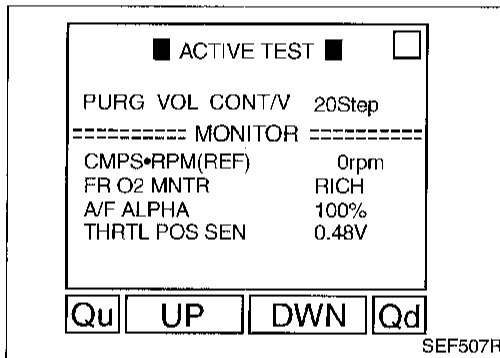 ■ ACTIVE TEST ■
PURG VOL CONT/V 20Step
========= MONITOR =========
CMPS•RPM(REF) 0rpm
FR O2 MNTR RICH
A/F ALPHA 100%
THRTL POS SEN 0.48V
Qu UP DWN Qd
SEF507R